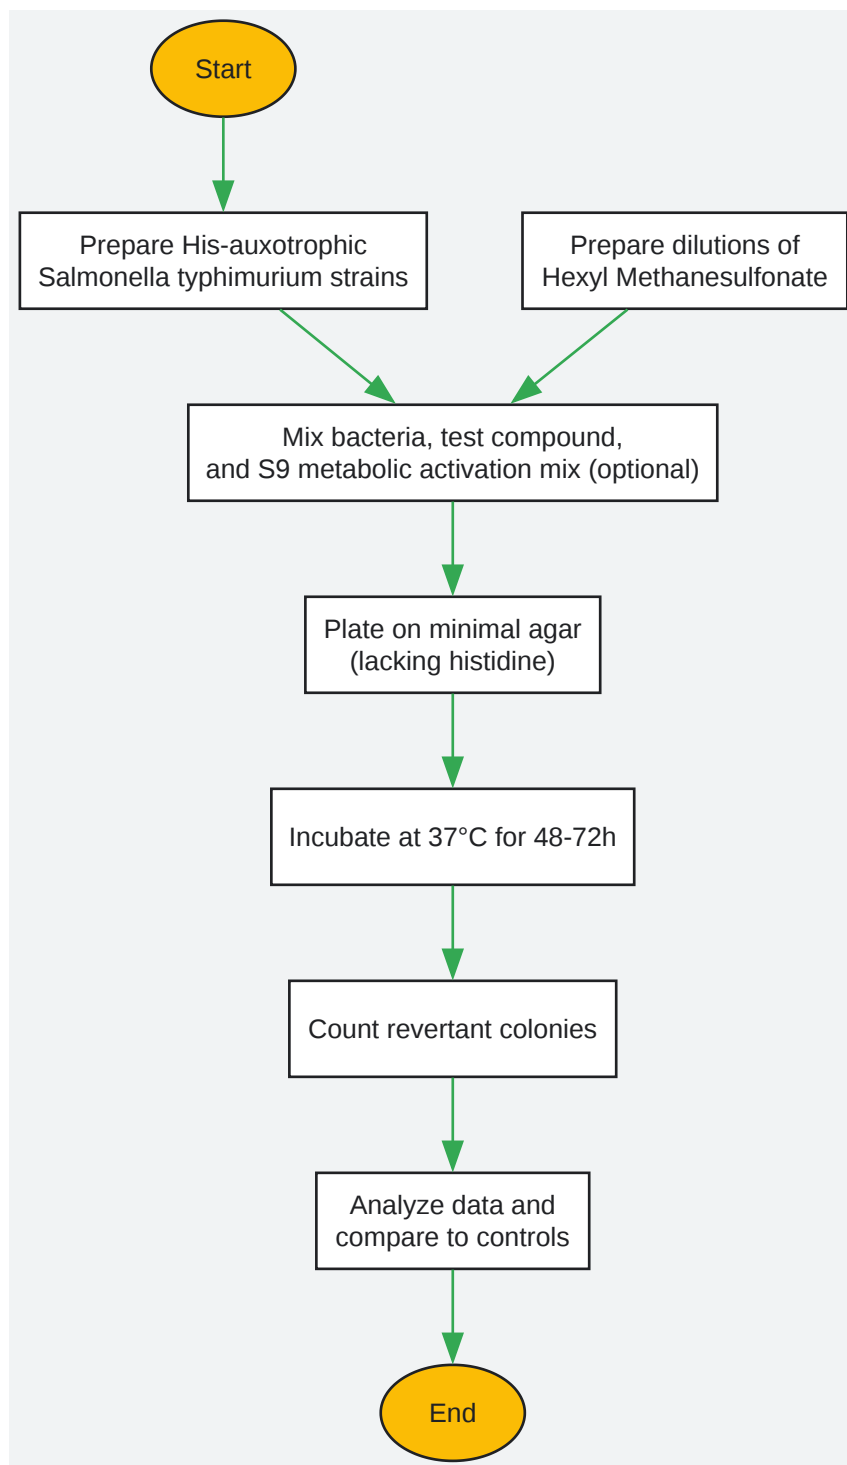 Start
Prepare His-auxotrophic
Salmonella typhimurium strains
Prepare dilutions of
Hexyl Methanesulfonate
Mix bacteria, test compound,
and S9 metabolic activation mix (optional)
Plate on minimal agar
(lacking histidine)
Incubate at 37°C for 48-72h
Count revertant colonies
Analyze data and
compare to controls
End